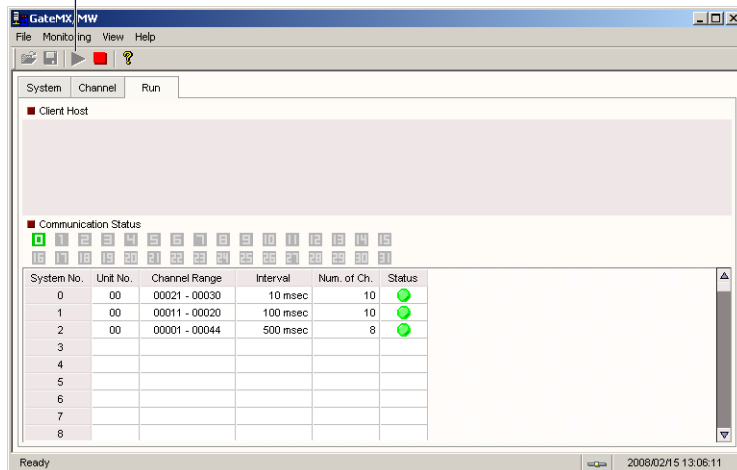 GateMX/MW
File Monitoring View Help
System Channel Run
Client Host
Communication Status
0 1 2 3 4 5 6 7 8 9 10 11 12 13 14 15
16 17 18 19 20 21 22 23 24 25 26 27 28 29 30 31
System No. Unit No. Channel Range Interval Num. of Ch. Status
0 00 00021 - 00030 10 msec 10
1 00 00011 - 00020 100 msec 10
2 00 00001 - 00044 500 msec 8
3
4
5
6
7
8
Ready 2008/02/15 13:06:11